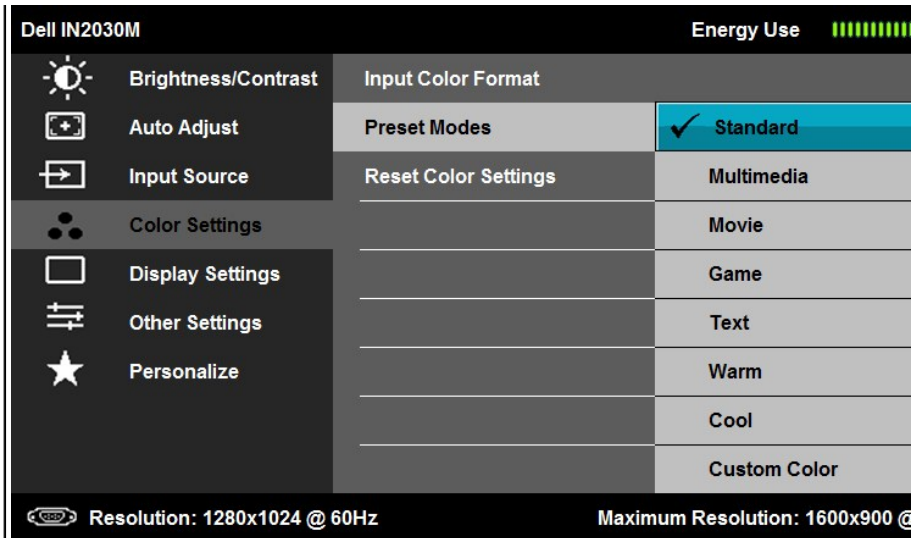 Dell IN2030M Energy Use
Brightness/Contrast Input Color Format
Auto Adjust Preset Modes Standard
Input Source Reset Color Settings Multimedia
Color Settings Movie
Display Settings Game
Other Settings Text
Personalize Warm
Cool
Custom Color
Resolution: 1280x1024 @ 60Hz Maximum Resolution: 1600x900 @